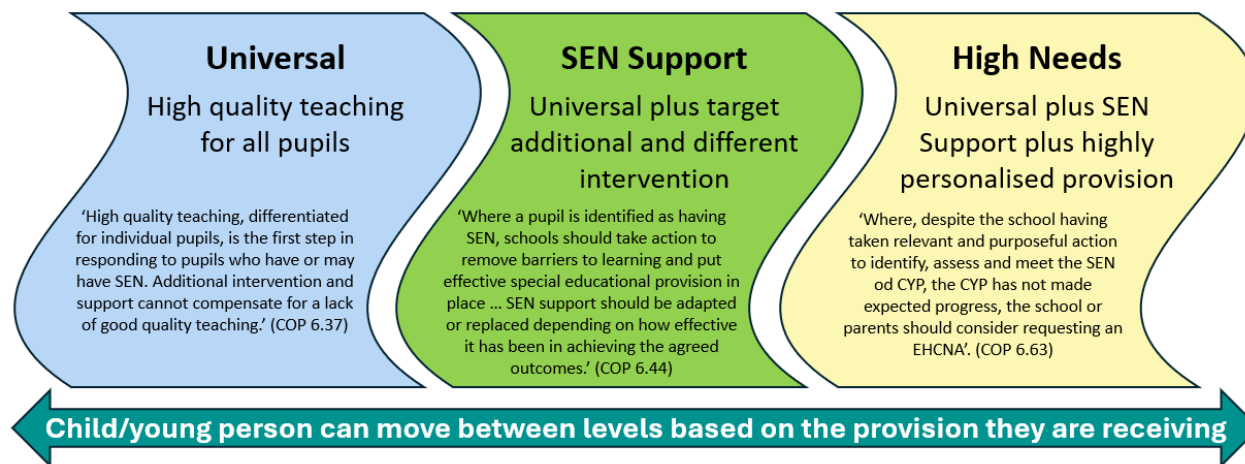 Universal
High quality teaching
for all pupils
‘High quality teaching, differentiated
for individual pupils, is the first step in
responding to pupils who have or may
have SEN. Additional intervention and
support cannot compensate for a lack
of good quality teaching.’ (COP 6.37)
SEN Support
Universal plus target
additional and different
intervention
‘Where a pupil is identified as having
SEN, schools should take action to
remove barriers to learning and put
effective special educational provision in
place … SEN support should be adapted
or replaced depending on how effective
it has been in achieving the agreed
outcomes.’ (COP 6.44)
High Needs
Universal plus SEN
Support plus highly
personalised provision
‘Where, despite the school having
taken relevant and purposeful action
to identify, assess and meet the SEN
od CYP, the CYP has not made
expected progress, the school or
parents should consider requesting an
EHCNA’. (COP 6.63)
Child/young person can move between levels based on the provision they are receiving